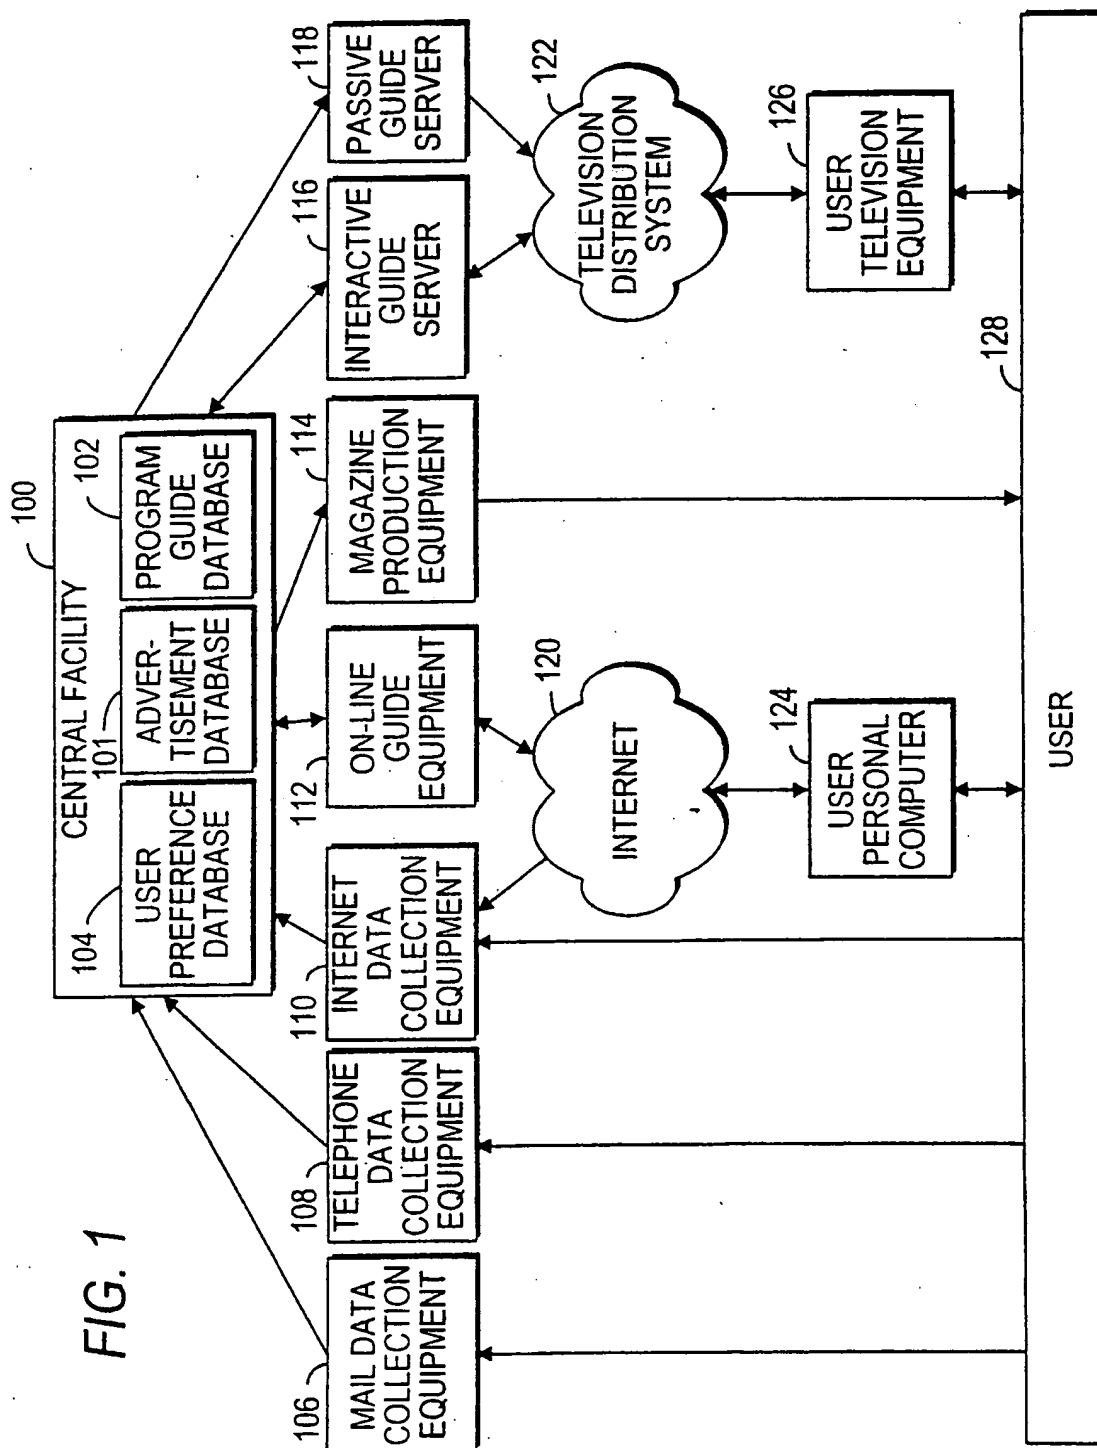 FIG. 1
100
CENTRAL FACILITY
104
USER
PREFERENCE
DATABASE
101
ADVER-
TISEMENT
DATABASE
102
PROGRAM
GUIDE
DATABASE
106
MAIL DATA
COLLECTION
EQUIPMENT
108
TELEPHONE
DATA
COLLECTION
EQUIPMENT
110
INTERNET
DATA
COLLECTION
EQUIPMENT
112
ON-LINE
GUIDE
EQUIPMENT
114
MAGAZINE
PRODUCTION
EQUIPMENT
116
INTERACTIVE
GUIDE
SERVER
118
PASSIVE
GUIDE
SERVER
120
INTERNET
122
TELEVISION
DISTRIBUTION
SYSTEM
124
USER
PERSONAL
COMPUTER
126
USER
TELEVISION
EQUIPMENT
128
USER